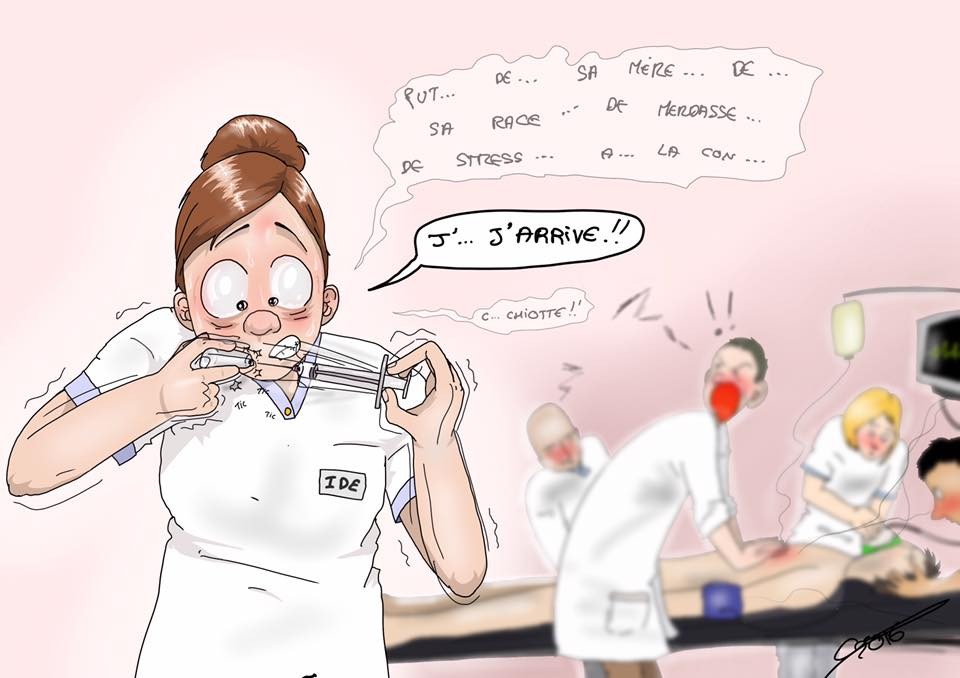 PUT... DE... SA MÈRE... DE...
SA RACE ... DE MERDASSE...
DE STRESS... A... LA CON...
J'... J'ARRIVE.!!
C... CHIOTTE!!
TIC
TIC
TIC
IDE